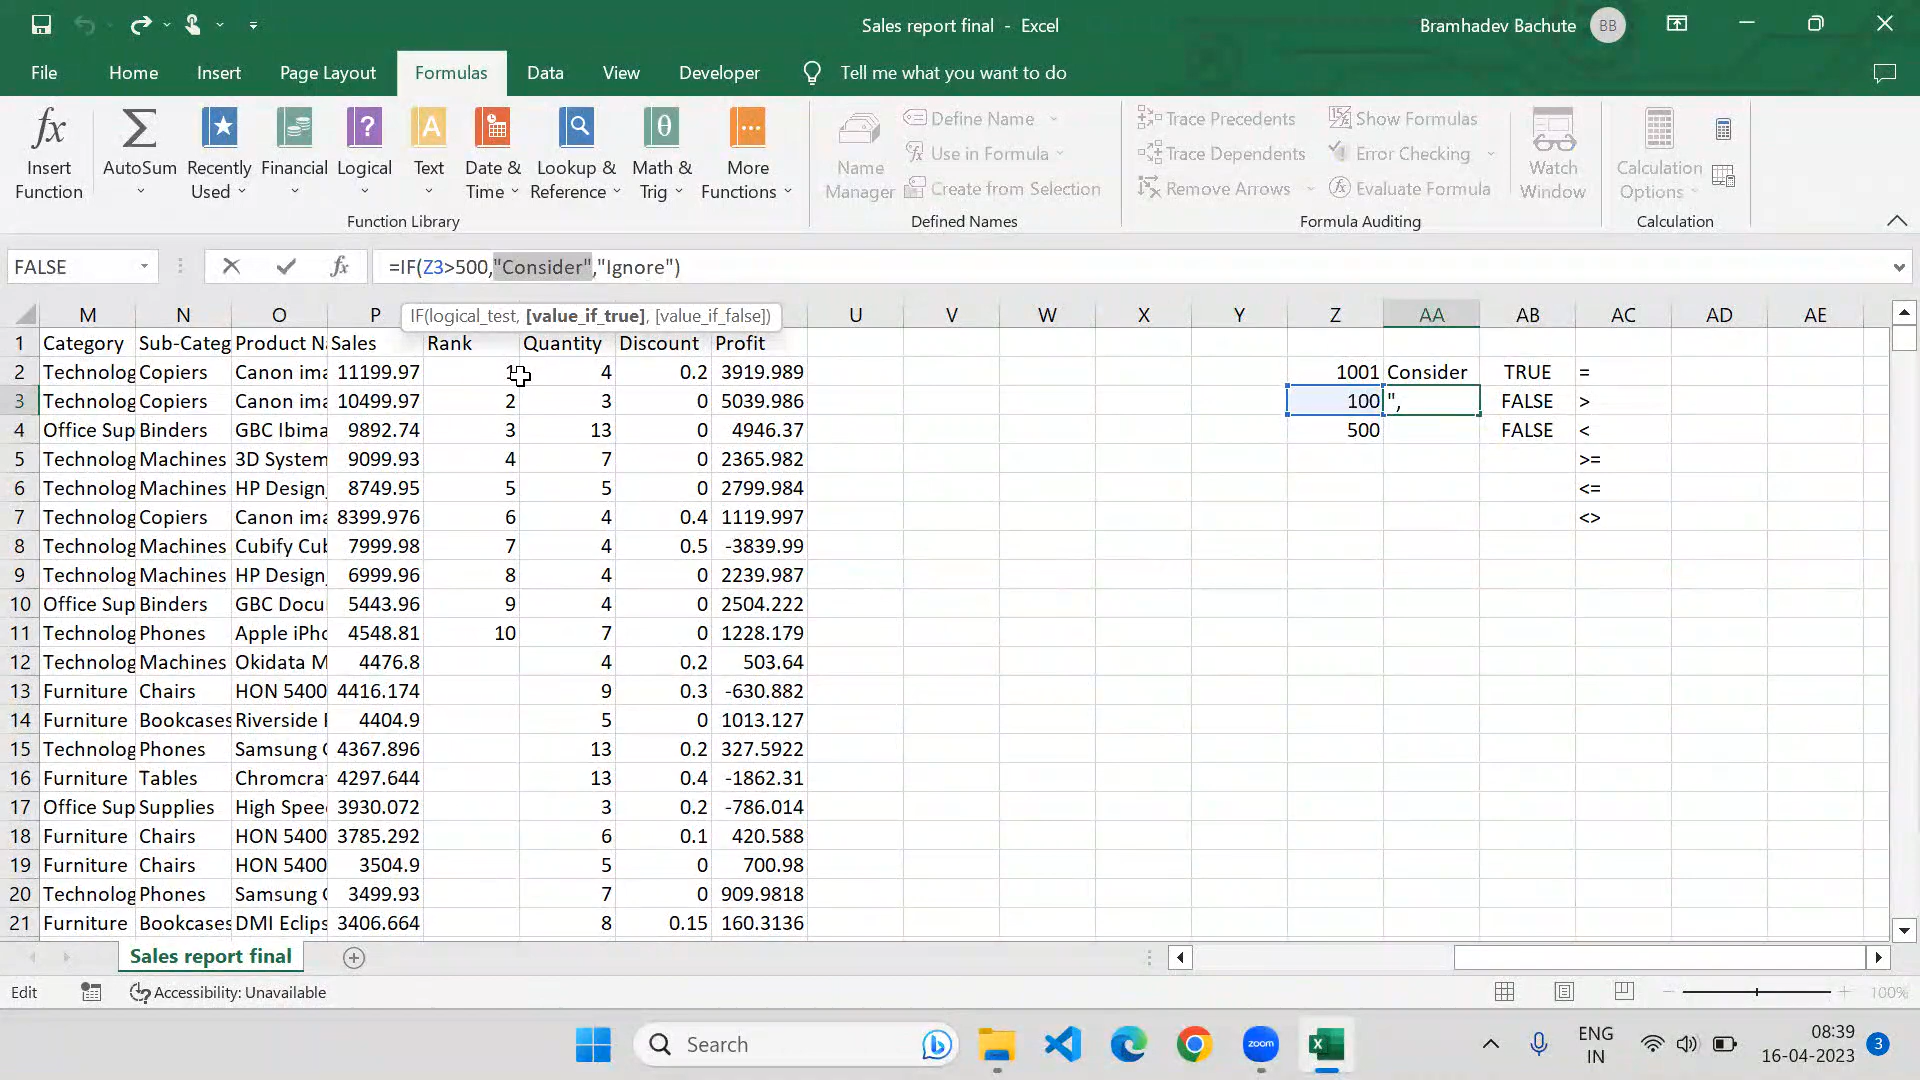 Sales report final - Excel
Bramhadev Bachute BB
File Home Insert Page Layout Formulas Data View Developer Tell me what you want to do
Insert Function
AutoSum
Recently Used
Financial
Logical
Text
Date & Time
Lookup & Reference
Math & Trig
More Functions
Function Library
Name Manager
Define Name
Use in Formula
Create from Selection
Defined Names
Trace Precedents
Trace Dependents
Remove Arrows
Show Formulas
Error Checking
Evaluate Formula
Formula Auditing
Watch Window
Calculation Options
Calculation
FALSE fx =IF(Z3>500,"Consider","Ignore")
IF(logical_test, [value_if_true], [value_if_false])
M N O P U V W X Y Z AA AB AC AD AE
1 Category Sub-Categ Product Na Sales Rank Quantity Discount Profit
2 Technolog Copiers Canon ima 11199.97 1 4 0.2 3919.989 1001 Consider TRUE =
3 Technolog Copiers Canon ima 10499.97 2 3 0 5039.986 100 ", FALSE >
4 Office Sup Binders GBC Ibima 9892.74 3 13 0 4946.37 500 FALSE <
5 Technolog Machines 3D System 9099.93 4 7 0 2365.982 >=
6 Technolog Machines HP Design 8749.95 5 5 0 2799.984 <=
7 Technolog Copiers Canon ima 8399.976 6 4 0.4 1119.997 <>
8 Technolog Machines Cubify Cub 7999.98 7 4 0.5 -3839.99
9 Technolog Machines HP Design 6999.96 8 4 0 2239.987
10 Office Sup Binders GBC Docu 5443.96 9 4 0 2504.222
11 Technolog Phones Apple iPho 4548.81 10 7 0 1228.179
12 Technolog Machines Okidata M 4476.8 4 0.2 503.64
13 Furniture Chairs HON 5400 4416.174 9 0.3 -630.882
14 Furniture Bookcases Riverside 4404.9 5 0 1013.127
15 Technolog Phones Samsung 4367.896 13 0.2 327.5922
16 Furniture Tables Chromcra 4297.644 13 0.4 -1862.31
17 Office Sup Supplies High Spee 3930.072 3 0.2 -786.014
18 Furniture Chairs HON 5400 3785.292 6 0.1 420.588
19 Furniture Chairs HON 5400 3504.9 5 0 700.98
20 Technolog Phones Samsung 3499.93 7 0 909.9818
21 Furniture Bookcases DMI Eclips 3406.664 8 0.15 160.3136
Sales report final
Edit Accessibility: Unavailable 100%
Search zoom ENG IN 08:39 16-04-2023 3